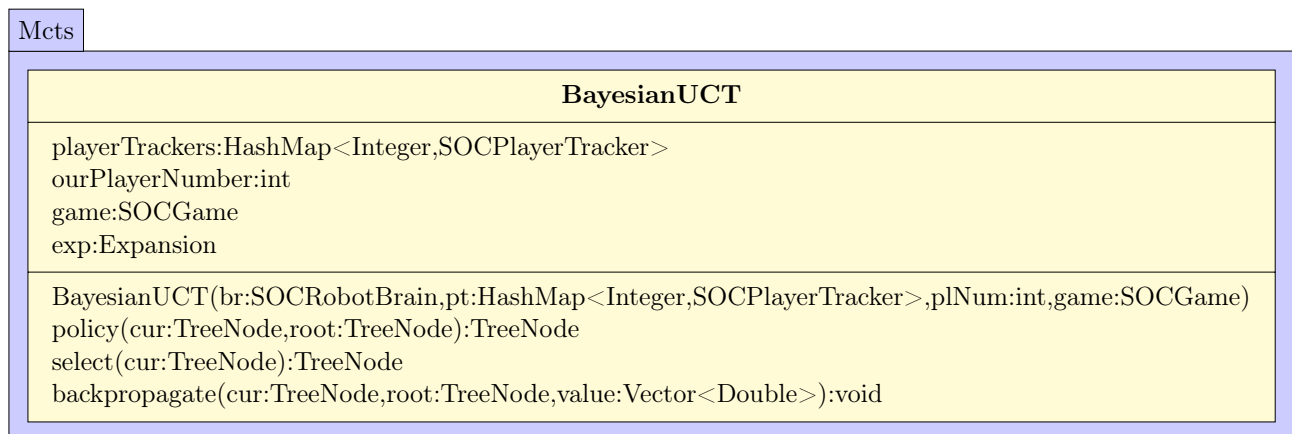 Mcts
BayesianUCT
playerTrackers:HashMap<Integer,SOCPlayerTracker>
ourPlayerNumber:int
game:SOCGame
exp:Expansion
BayesianUCT(br:SOCRobotBrain,pt:HashMap<Integer,SOCPlayerTracker>,plNum:int,game:SOCGame)
policy(cur:TreeNode,root:TreeNode):TreeNode
select(cur:TreeNode):TreeNode
backpropagate(cur:TreeNode,root:TreeNode,value:Vector<Double>):void